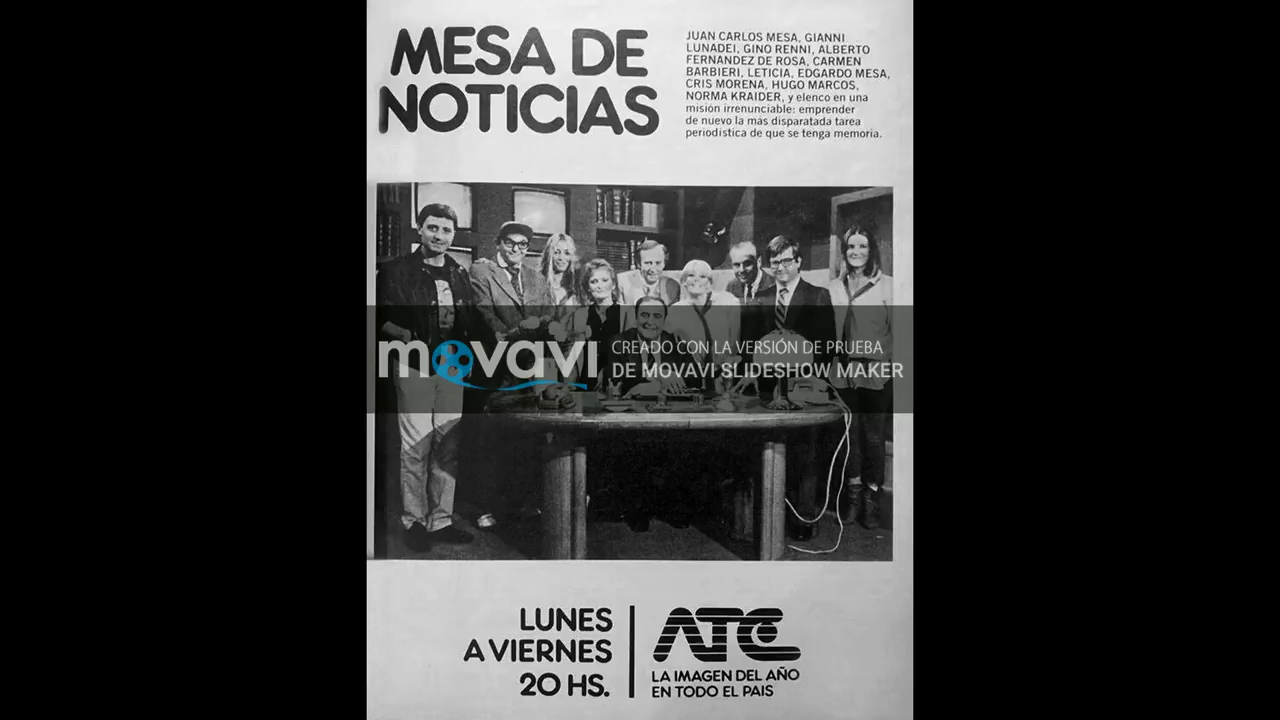 MESA DE
NOTICIAS
JUAN CARLOS MESA, GIANNI
LUNADEI, GINO RENNI, ALBERTO
FERNANDEZ DE ROSA, CARMEN
BARBIERI, LETICIA, EDGARDO MESA,
CRIS MORENA, HUGO MARCOS,
NORMA KRAIDER, y elenco en una
misión irrenunciable: emprender
de nuevo la más disparatada tarea
periodística de que se tenga memoria.
movavi
CREADO CON LA VERSIÓN DE PRUEBA
DE MOVAVI SLIDESHOW MAKER
LUNES
A VIERNES
20 HS.
ATC
LA IMAGEN DEL AÑO
EN TODO EL PAIS